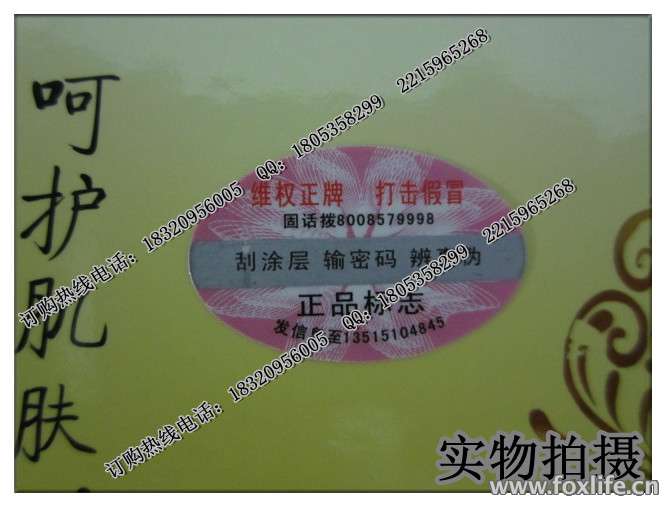 呵护肌肤
订购热线电话：18320956005 QQ：1805358299 2215965268
维权正牌 打击假冒
固话拨8008579998
刮涂层 输密码 辨 伪
正品标志
发信息至13515104845
订购热线电话：18320956005 QQ：1805358299 2215965268
实物拍摄
www.foxlife.cn